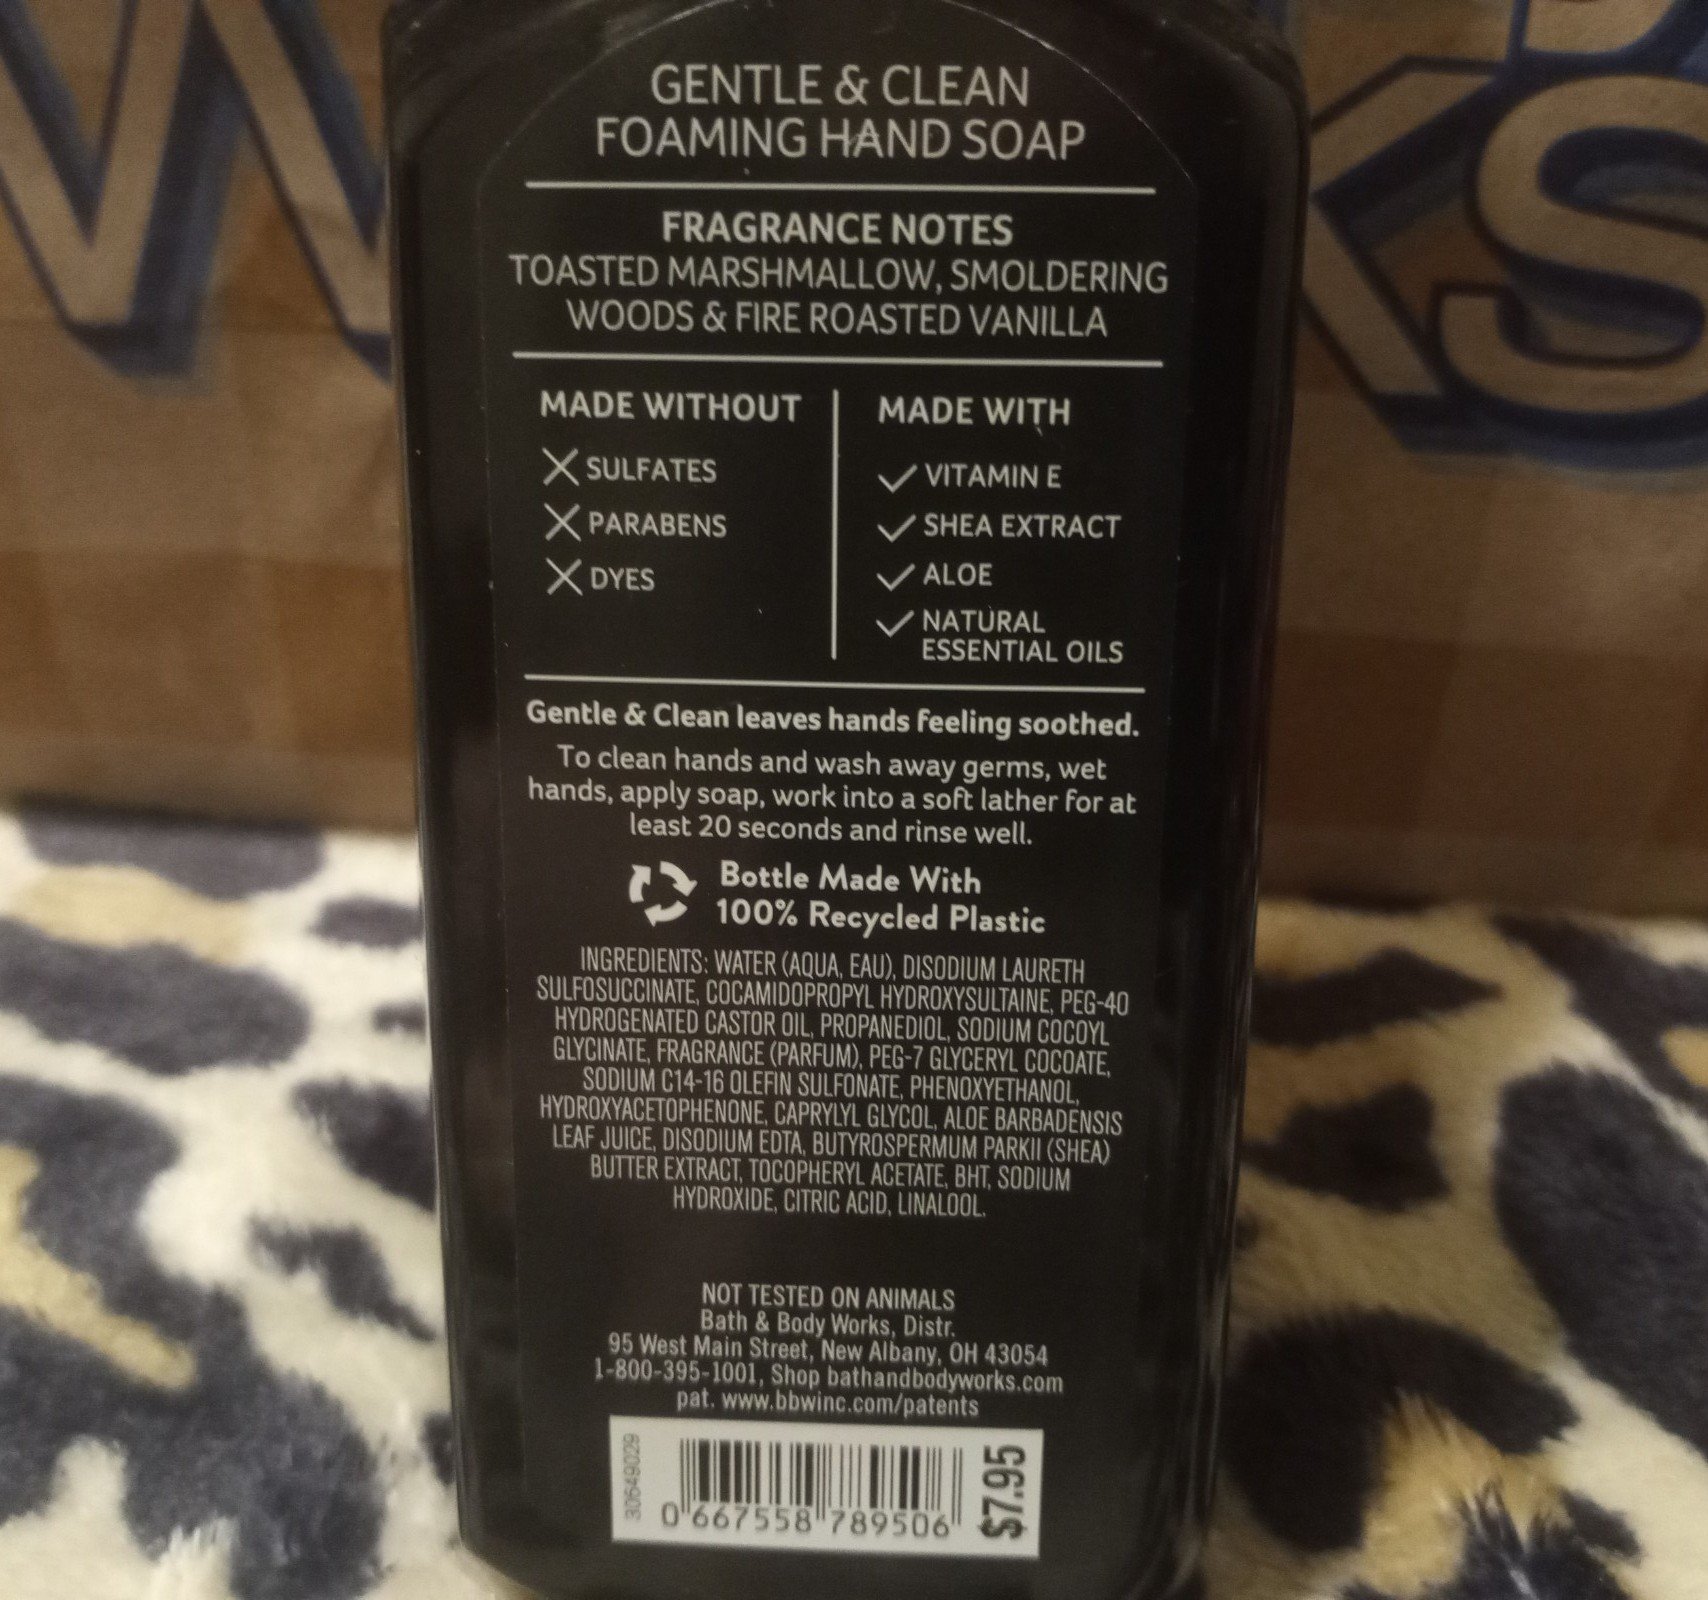 GENTLE & CLEAN
FOAMING HAND SOAP
FRAGRANCE NOTES
TOASTED MARSHMALLOW, SMOLDERING
WOODS & FIRE ROASTED VANILLA
MADE WITHOUT
SULFATES
PARABENS
DYES
MADE WITH
VITAMIN E
SHEA EXTRACT
ALOE
NATURAL
ESSENTIAL OILS
Gentle & Clean leaves hands feeling soothed.
To clean hands and wash away germs, wet
hands, apply soap, work into a soft lather for at
least 20 seconds and rinse well.
Bottle Made With
100% Recycled Plastic
INGREDIENTS: WATER (AQUA, EAU), DISODIUM LAURETH
SULFOSUCCINATE, COCAMIDOPROPYL HYDROXYSULTAINE, PEG-40
HYDROGENATED CASTOR OIL, PROPANEDIOL, SODIUM COCOYL
GLYCINATE, FRAGRANCE (PARFUM), PEG-7 GLYCERYL COCOATE,
SODIUM C14-16 OLEFIN SULFONATE, PHENOXYETHANOL,
HYDROXYACETOPHENONE, CAPRYLYL GLYCOL, ALOE BARBADENSIS
LEAF JUICE, DISODIUM EDTA, BUTYROSPERMUM PARKII (SHEA)
BUTTER EXTRACT, TOCOPHERYL ACETATE, BHT, SODIUM
HYDROXIDE, CITRIC ACID, LINALOOL.
NOT TESTED ON ANIMALS
Bath & Body Works, Distr.
95 West Main Street, New Albany, OH 43054
1-800-395-1001, Shop bathandbodyworks.com
pat. www.bbwinc.com/patents
30649029
0 667558 789506
$7.95
W
KS